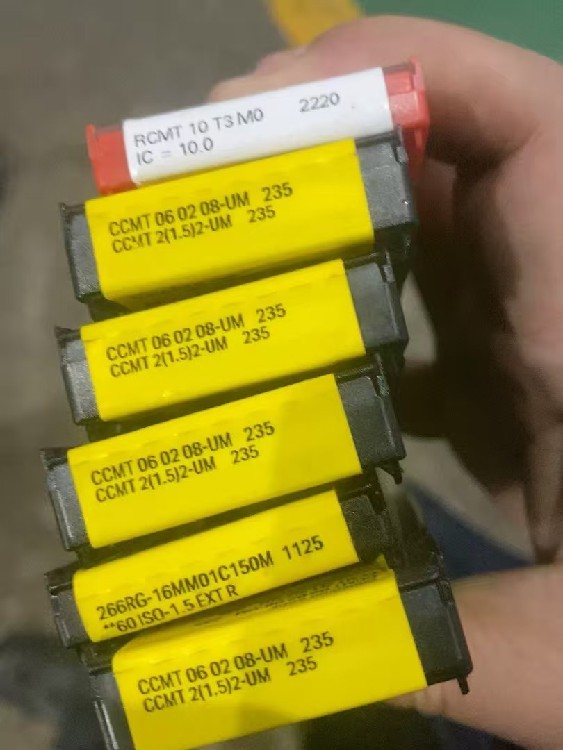 RCMT 10 T3 M0 2220
IC = 10.0
CCMT 06 02 08-UM 235
CCMT 2(1.5)2-UM 235
CCMT 06 02 08-UM 235
CCMT 2(1.5)2-UM 235
CCMT 06 02 08-UM 235
CCMT 2(1.5)2-UM 235
266RG-16MM01C150M 1125
**60 ISO-1.5 EXT R
CCMT 06 02 08-UM 235
CCMT 2(1.5)2-UM 235